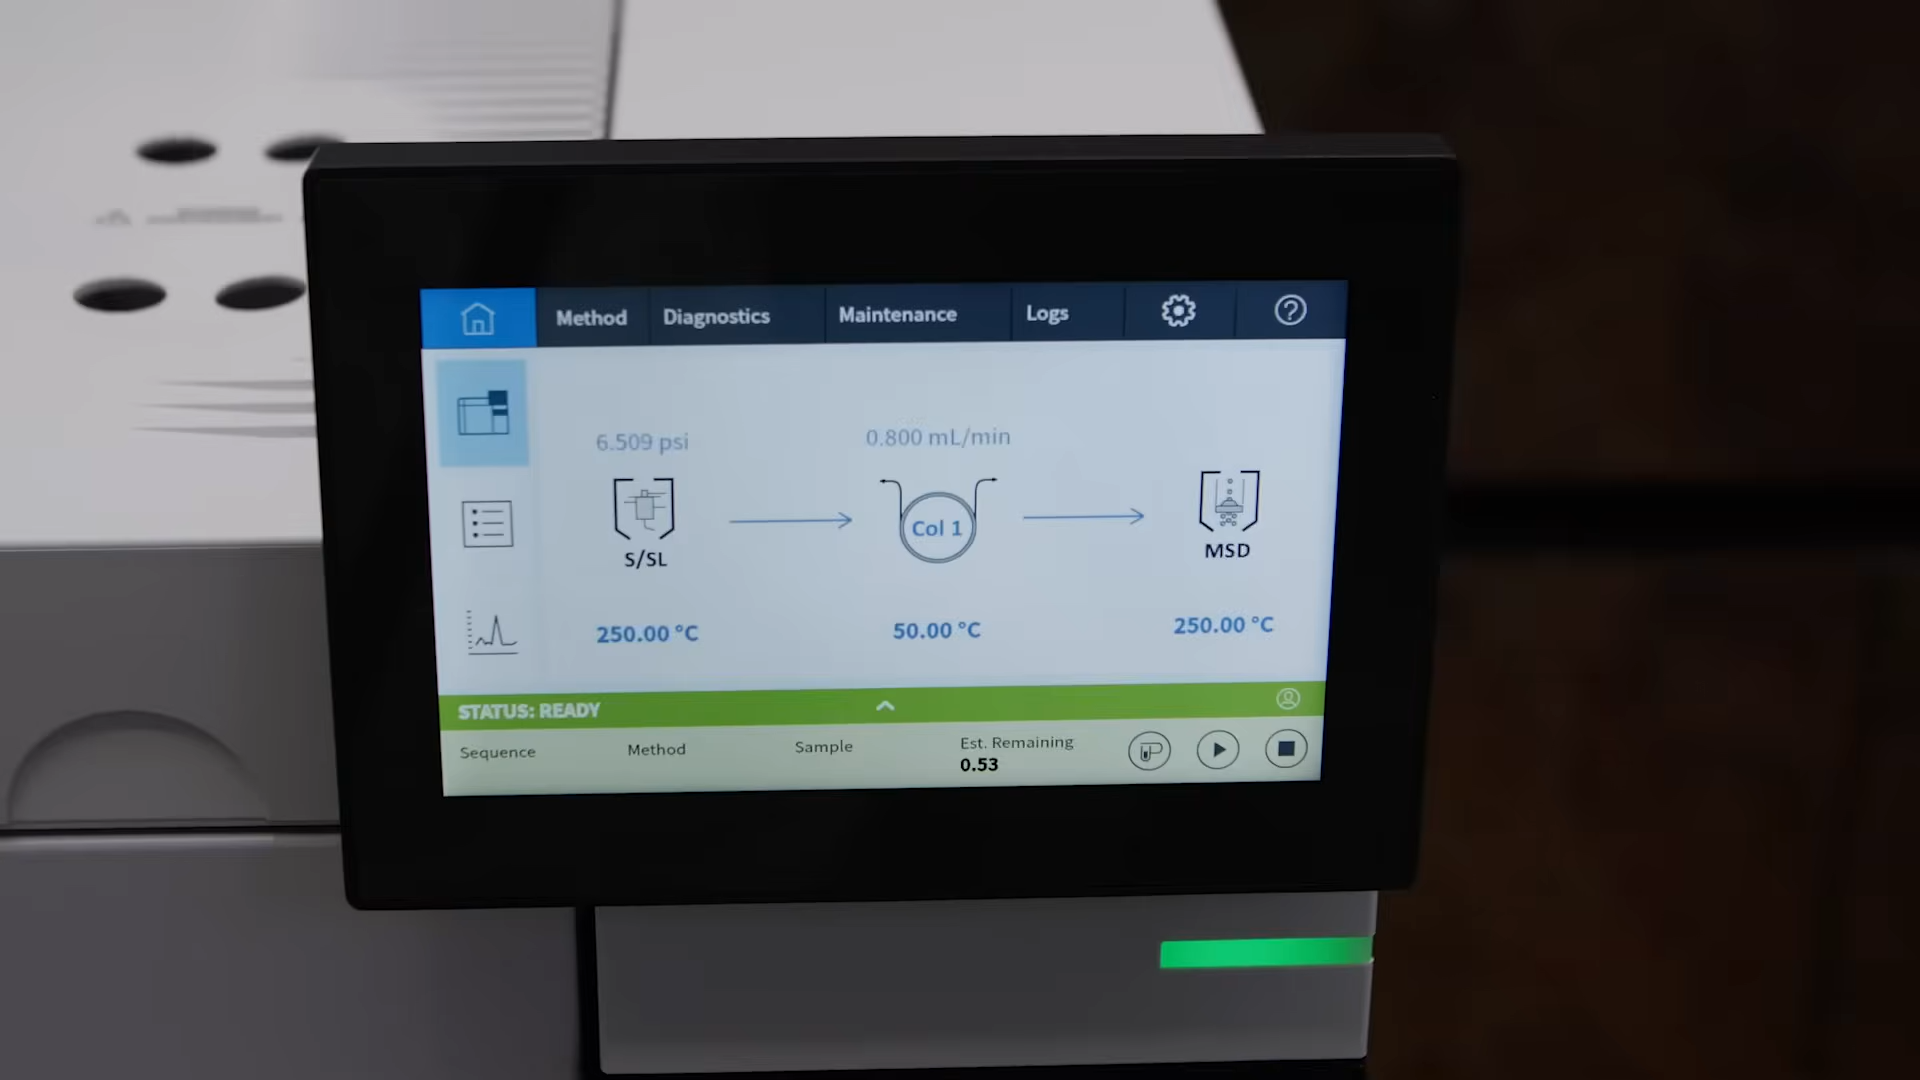 Method Diagnostics Maintenance Logs
6.509 psi 0.800 mL/min
Col 1
S/SL MSD
250.00 °C 50.00 °C 250.00 °C
STATUS: READY
Sequence Method Sample Est. Remaining
0.53